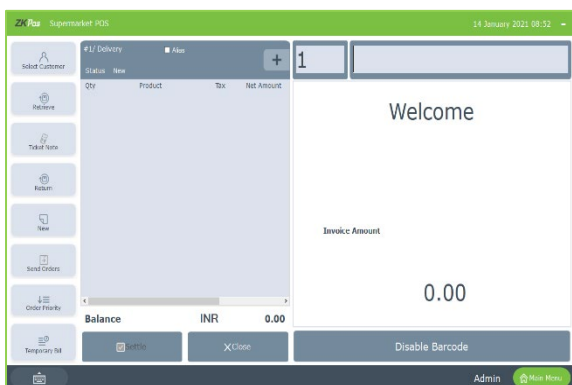 ZKPos Supermarket POS
14 January 2021 08:52
Select Customer
Retrieve
Ticket Note
Return
New
Send Orders
Order Priority
Temporary Bill
#1/ Delivery
Alias
+
Status New
Qty Product Tax Net Amount
Balance INR 0.00
Settle
Close
1
Welcome
Invoice Amount
0.00
Disable Barcode
Admin
Main Menu